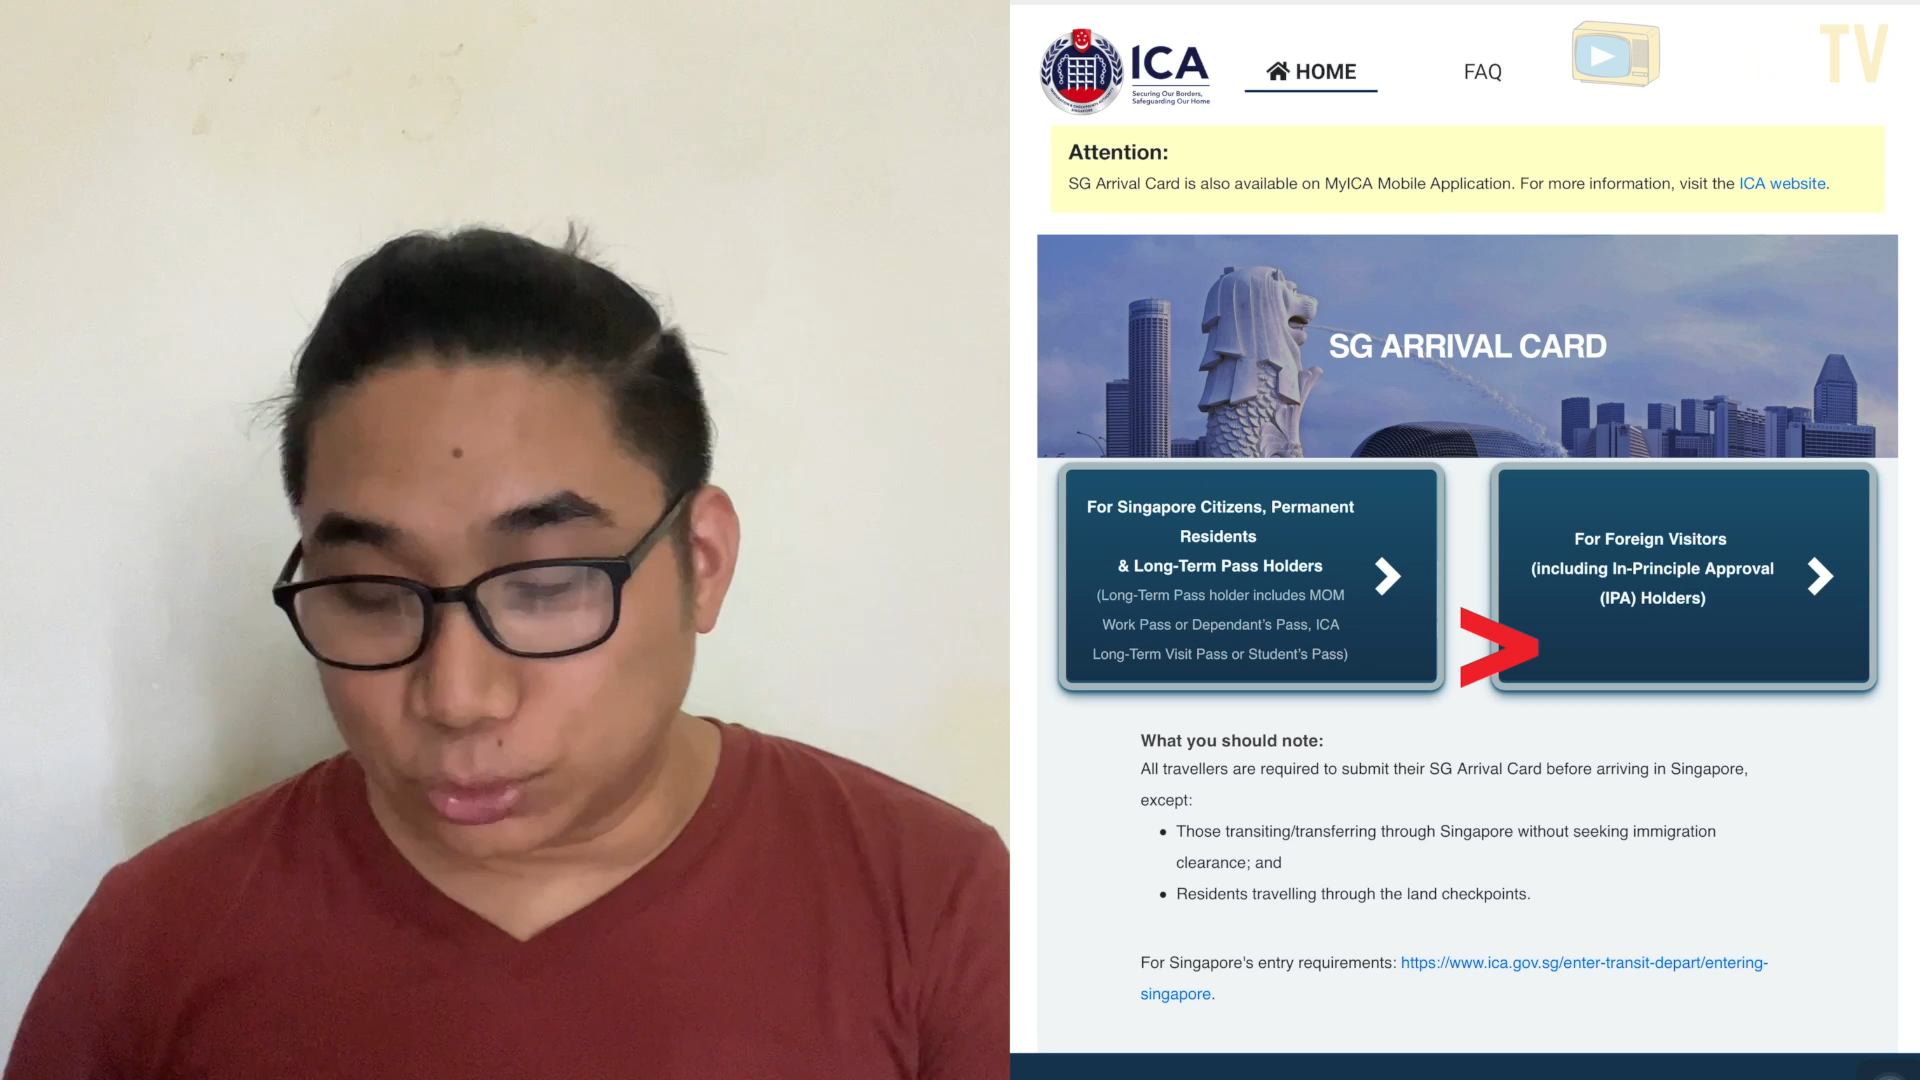 ICA
Securing Our Borders,
Safeguarding Our Home
HOME
FAQ
TV
Attention:
SG Arrival Card is also available on MyICA Mobile Application. For more information, visit the ICA website.
SG ARRIVAL CARD
For Singapore Citizens, Permanent
Residents
& Long-Term Pass Holders
(Long-Term Pass holder includes MOM
Work Pass or Dependant's Pass, ICA
Long-Term Visit Pass or Student's Pass)
For Foreign Visitors
(including In-Principle Approval
(IPA) Holders)
What you should note:
All travellers are required to submit their SG Arrival Card before arriving in Singapore,
except:
• Those transiting/transferring through Singapore without seeking immigration
clearance; and
• Residents travelling through the land checkpoints.
For Singapore's entry requirements: https://www.ica.gov.sg/enter-transit-depart/entering-
singapore.